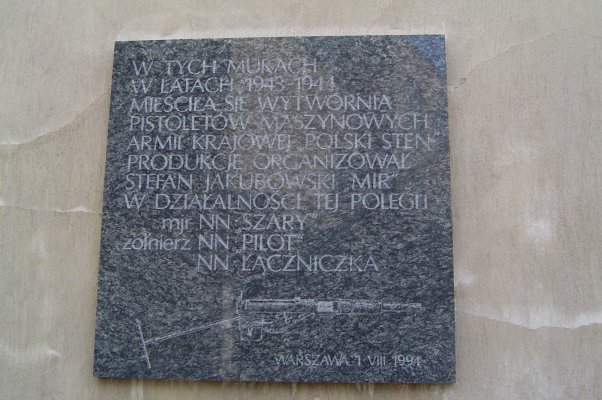 W TYCH MURACH
W LATACH 1943-1944
MIEŚCIŁA SIĘ WYTWÓRNIA
PISTOLETÓW MASZYNOWYCH
ARMII KRAJOWEJ „POLSKI STEN”
PRODUKCJĘ ORGANIZOWAŁ
STEFAN JAKUBOWSKI „MIR”
W DZIAŁALNOŚCI TEJ POLEGLI
mjr NN „SZARY”
żołnierz NN „PILOT”
NN ŁĄCZNICZKA
WARSZAWA, 1 VIII 1994